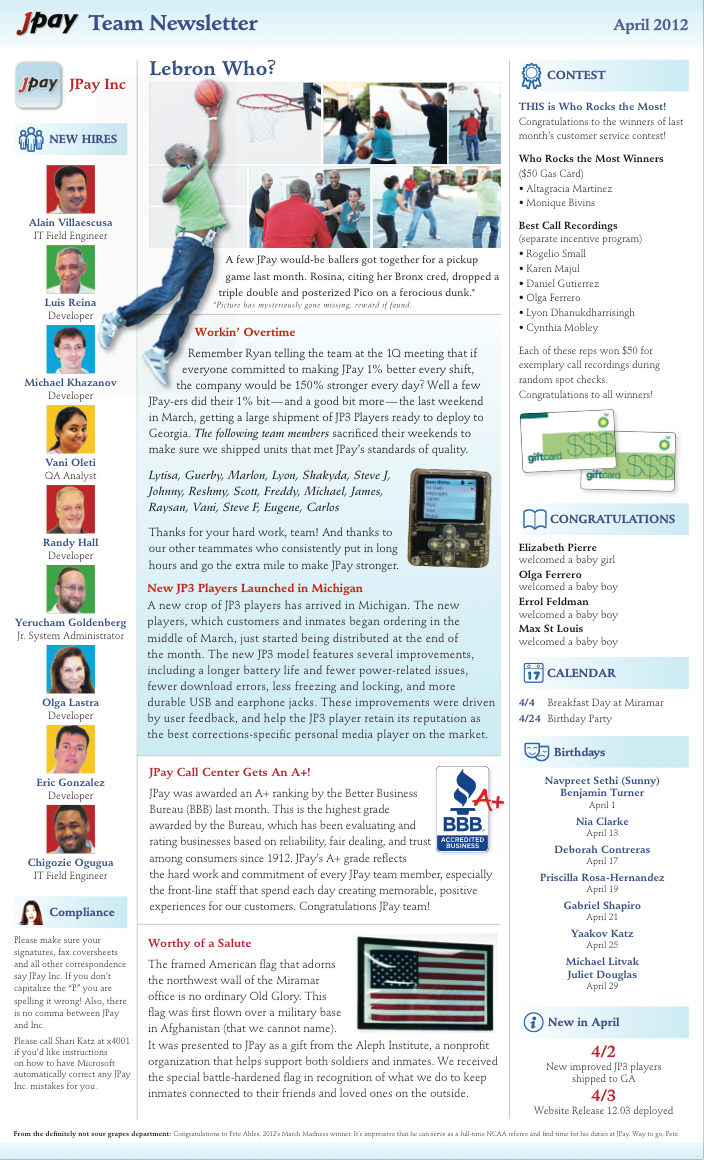 Jpay Team Newsletter
April 2012
Jpay
JPay Inc
NEW HIRES
Alain Villaescusa
IT Field Engineer
Luis Reina
Developer
Michael Khazanov
Developer
Vani Oleti
QA Analyst
Randy Hall
Developer
Yerucham Goldenberg
Jr. System Administrator
Olga Lastra
Developer
Eric Gonzalez
Developer
Chigozie Ogugua
IT Field Engineer
Compliance
Please make sure your
signatures, fax coversheets
and all other correspondence
say JPay Inc. If you don't
capitalize the "P" you are
spelling it wrong! Also, there
is no comma between JPay
and Inc.
Please call Shari Katz at x4001
if you'd like instructions
on how to have Microsoft
automatically correct any JPay
Inc. mistakes for you.
Lebron Who?
A few JPay would-be ballers got together for a pickup
game last month. Rosina, citing her Bronx cred, dropped a
triple double and posterized Pico on a ferocious dunk.*
*Picture has mysteriously gone missing, reward if found.
Workin' Overtime
Remember Ryan telling the team at the 1Q meeting that if
everyone committed to making JPay 1% better every shift,
the company would be 150% stronger every day? Well a few
JPay-ers did their 1% bit—and a good bit more—the last weekend
in March, getting a large shipment of JP3 Players ready to deploy to
Georgia. The following team members sacrificed their weekends to
make sure we shipped units that met JPay's standards of quality.
Lytisa, Guerby, Marlon, Lyon, Shakyda, Steve J,
Johnny, Reshmy, Scott, Freddy, Michael, James,
Raysan, Vani, Steve F, Eugene, Carlos
Thanks for your hard work, team! And thanks to
our other teammates who consistently put in long
hours and go the extra mile to make JPay stronger.
New JP3 Players Launched in Michigan
A new crop of JP3 players has arrived in Michigan. The new
players, which customers and inmates began ordering in the
middle of March, just started being distributed at the end of
the month. The new JP3 model features several improvements,
including a longer battery life and fewer power-related issues,
fewer download errors, less freezing and locking, and more
durable USB and earphone jacks. These improvements were driven
by user feedback, and help the JP3 player retain its reputation as
the best corrections-specific personal media player on the market.
JPay Call Center Gets An A+!
JPay was awarded an A+ ranking by the Better Business
Bureau (BBB) last month. This is the highest grade
awarded by the Bureau, which has been evaluating and
rating businesses based on reliability, fair dealing, and trust
among consumers since 1912. JPay's A+ grade reflects
the hard work and commitment of every JPay team member, especially
the front-line staff that spend each day creating memorable, positive
experiences for our customers. Congratulations JPay team!
A+
BBB
ACCREDITED
BUSINESS
Worthy of a Salute
The framed American flag that adorns
the northwest wall of the Miramar
office is no ordinary Old Glory. This
flag was first flown over a military base
in Afghanistan (that we cannot name).
It was presented to JPay as a gift from the Aleph Institute, a nonprofit
organization that helps support both soldiers and inmates. We received
the special battle-hardened flag in recognition of what we do to keep
inmates connected to their friends and loved ones on the outside.
CONTEST
THIS is Who Rocks the Most!
Congratulations to the winners of last
month's customer service contest!
Who Rocks the Most Winners
($50 Gas Card)
• Altagracia Martinez
• Monique Bivins
Best Call Recordings
(separate incentive program)
• Rogelio Small
• Karen Majul
• Daniel Gutierrez
• Olga Ferrero
• Lyon Dhanukdharrisingh
• Cynthia Mobley
Each of these reps won $50 for
exemplary call recordings during
random spot checks.
Congratulations to all winners!
giftcard $$$
giftcard $$$
CONGRATULATIONS
Elizabeth Pierre
welcomed a baby girl
Olga Ferrero
welcomed a baby boy
Errol Feldman
welcomed a baby boy
Max St Louis
welcomed a baby boy
17 CALENDAR
4/4 Breakfast Day at Miramar
4/24 Birthday Party
Birthdays
Navpreet Sethi (Sunny)
Benjamin Turner
April 1
Nia Clarke
April 13
Deborah Contreras
April 17
Priscilla Rosa-Hernandez
April 19
Gabriel Shapiro
April 21
Yaakov Katz
April 25
Michael Litvak
Juliet Douglas
April 29
New in April
4/2
New improved JP3 players
shipped to GA
4/3
Website Release 12.03 deployed
From the definitely not sour grapes department: Congratulations to Pete Ahles, 2012's March Madness winner. It's impressive that he can serve as a full-time NCAA referee and find time for his duties at JPay. Way to go, Pete.